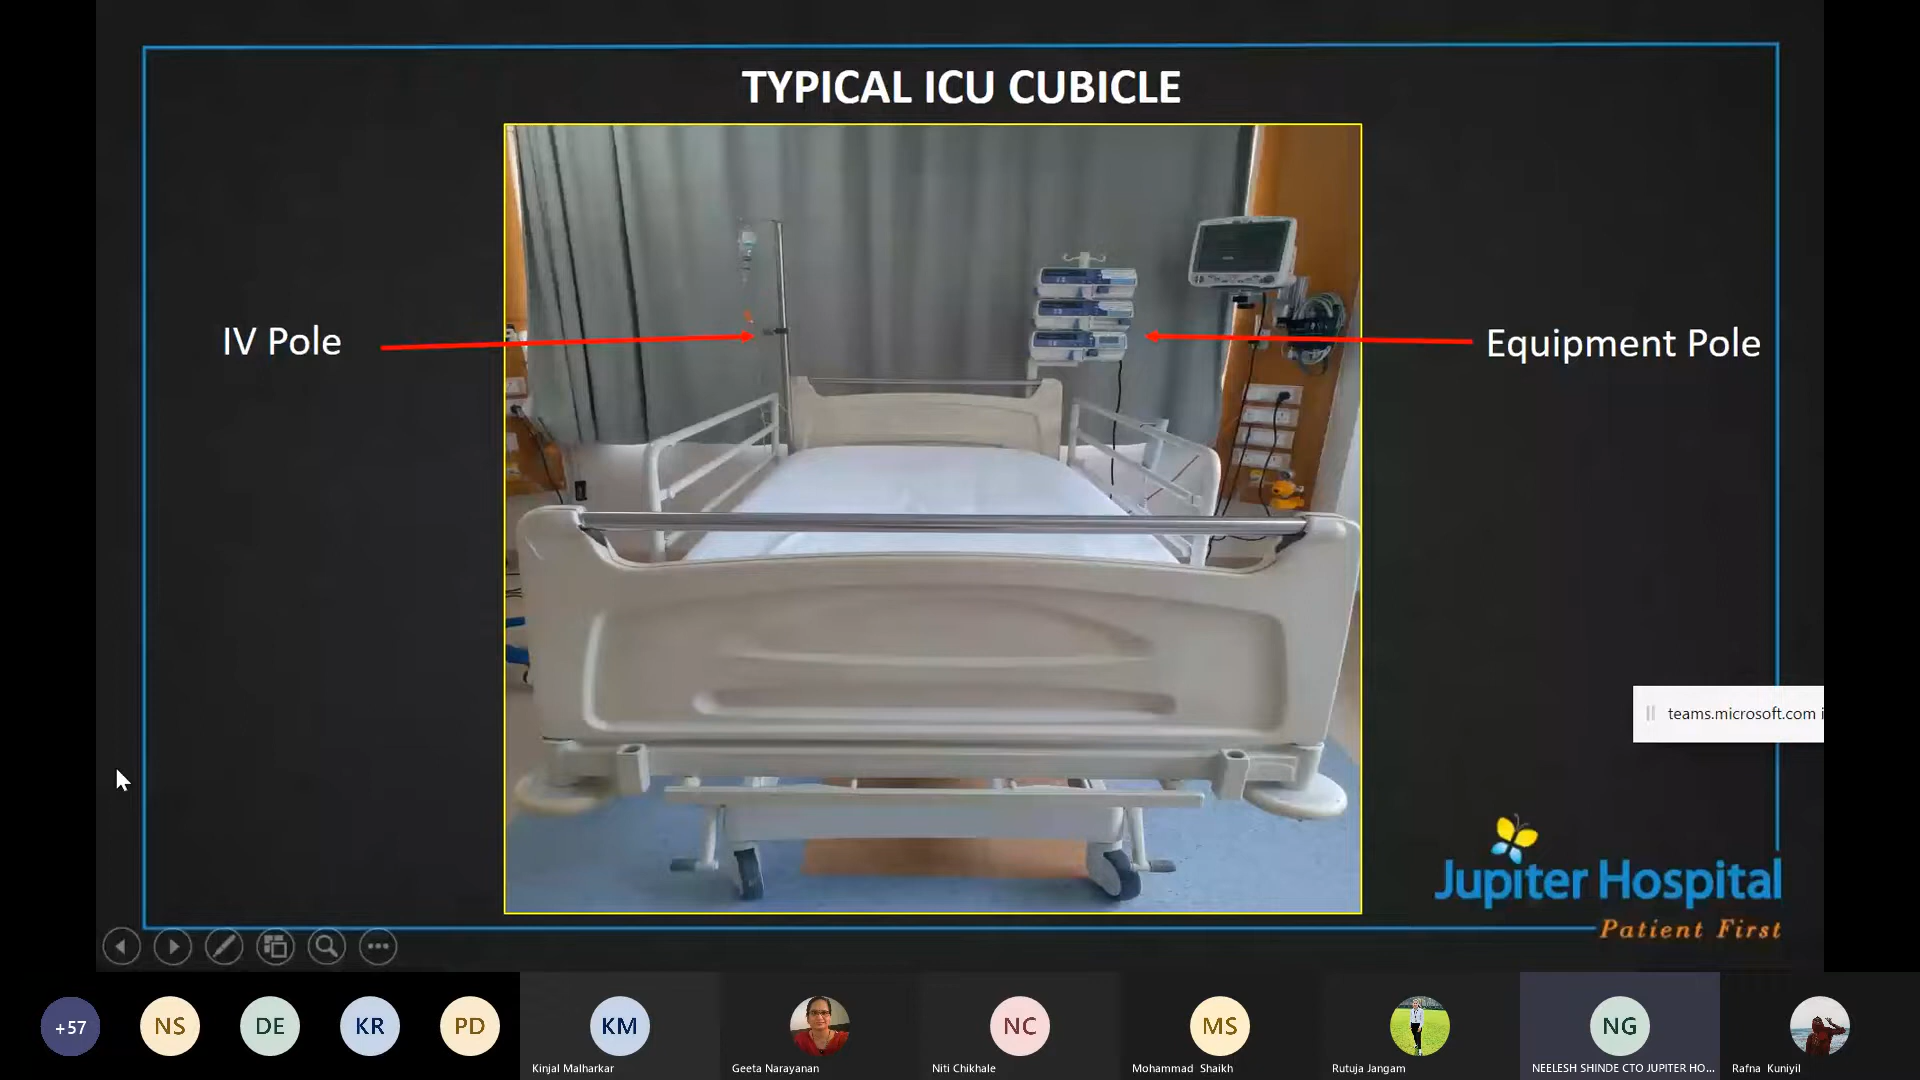 TYPICAL ICU CUBICLE
IV Pole
Equipment Pole
teams.microsoft.com i
Jupiter Hospital
Patient First
+57
NS
DE
KR
PD
KM
NC
MS
NG
Kinjal Malharkar
Geeta Narayanan
Niti Chikhale
Mohammad Shaikh
Rutuja Jangam
NEELESH SHINDE CTO JUPITER HO...
Rafna Kuniyil